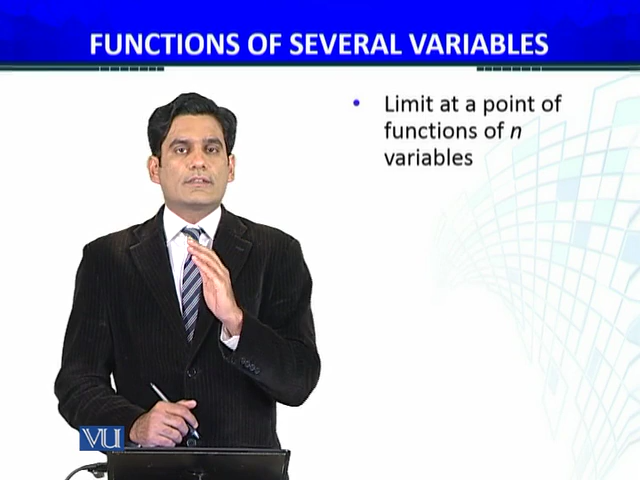 FUNCTIONS OF SEVERAL VARIABLES
• Limit at a point of
functions of n
variables
VU